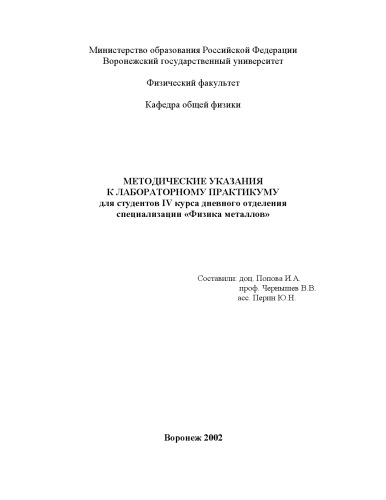 Министерство образования Российской Федерации
Воронежский государственный университет
Физический факультет
Кафедра общей физики
МЕТОДИЧЕСКИЕ УКАЗАНИЯ
К ЛАБОРАТОРНОМУ ПРАКТИКУМУ
для студентов IV курса дневного отделения
специализации «Физика металлов»
Составили: доц. Попова И.А.
проф. Чернышев В.В.
асс. Перин Ю.Н.
Воронеж 2002